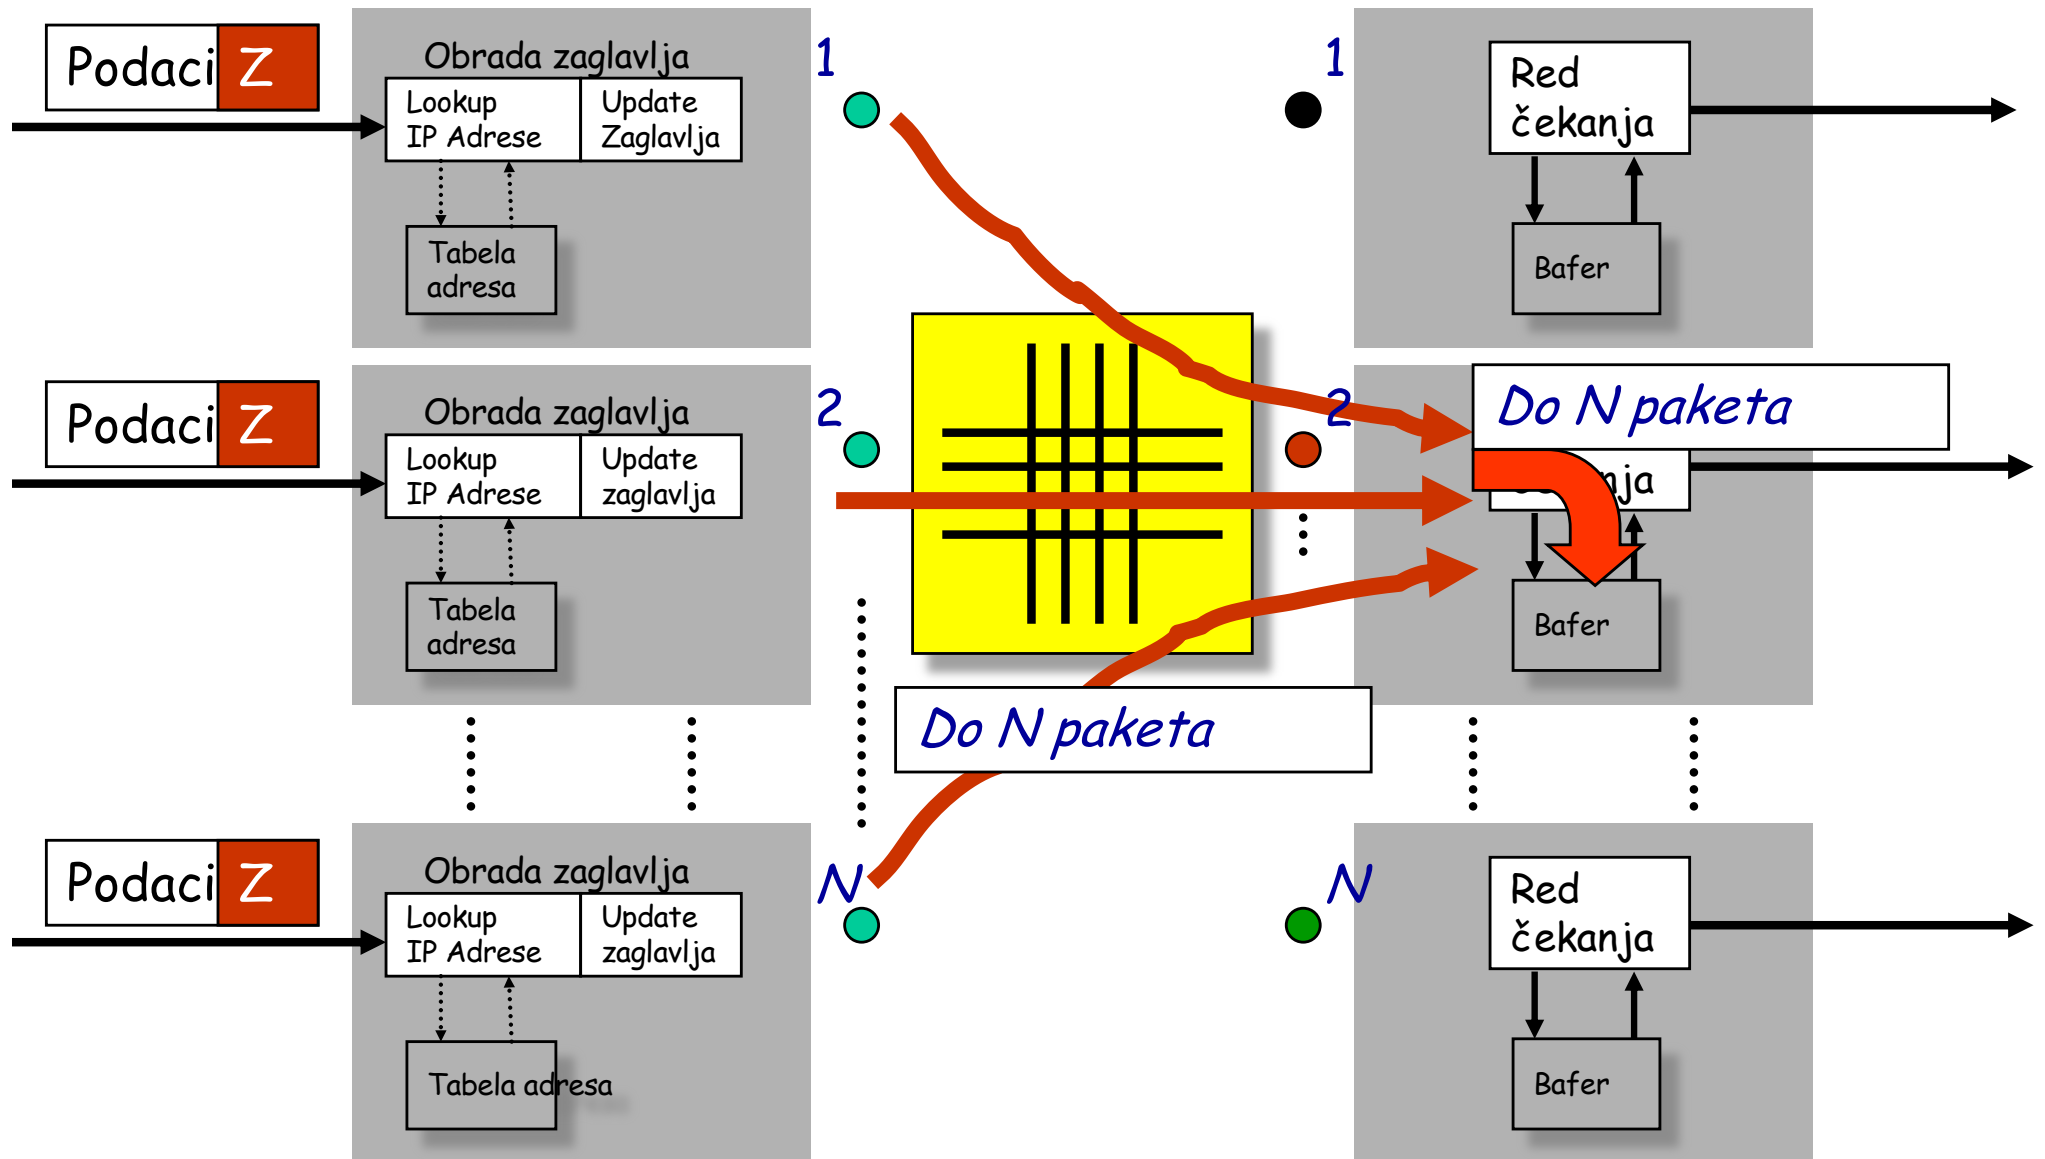 Podaci Z
Obrada zaglavlja
Lookup
IP Adrese
Update
Zaglavlja
Tabela
adresa
1
1
Red
čekanja
Bafer
Podaci Z
Obrada zaglavlja
Lookup
IP Adrese
Update
zaglavlja
Tabela
adresa
2
2
Do N paketa
Bafer
Do N paketa
Podaci Z
Obrada zaglavlja
Lookup
IP Adrese
Update
zaglavlja
Tabela adresa
N
N
Red
čekanja
Bafer